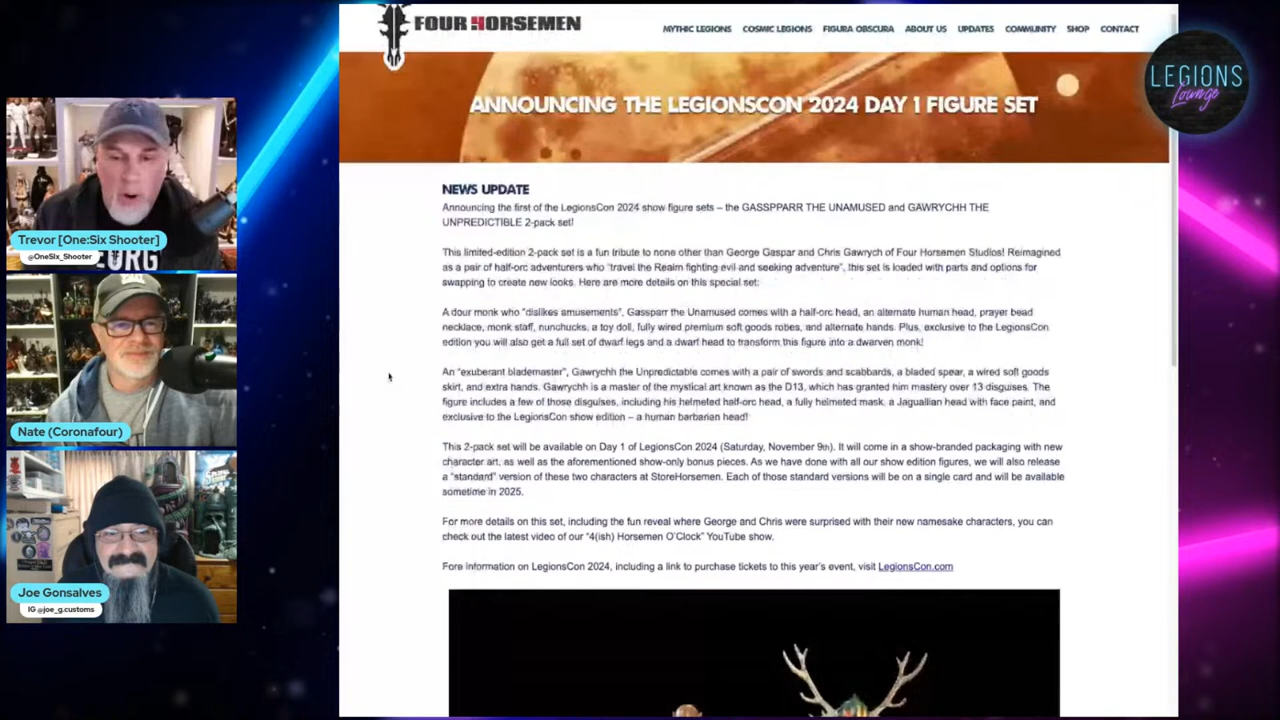 FOUR HORSEMEN
MYTHIC LEGIONS COSMIC LEGIONS FIGURA OBSCURA ABOUT US UPDATES COMMUNITY SHOP CONTACT
LEGIONS
Lounge
ANNOUNCING THE LEGIONSCON 2024 DAY 1 FIGURE SET
NEWS UPDATE
Announcing the first of the LegionsCon 2024 show figure sets – the GASSPPARR THE UNAMUSED and GAWRYCHH THE
UNPREDICTIBLE 2-pack set!
This limited-edition 2-pack set is a fun tribute to none other than George Gaspar and Chris Gawrych of Four Horsemen Studios! Reimagined
as a pair of half-orc adventurers who “travel the Realm fighting evil and seeking adventure”, this set is loaded with parts and options for
swapping to create new looks. Here are more details on this special set:
A dour monk who “dislikes amusements”, Gassparr the Unamused comes with a half-orc head, an alternate human head, prayer bead
necklace, monk staff, nunchucks, a toy doll, fully wired premium soft goods robes, and alternate hands. Plus, exclusive to the LegionsCon
edition you will also get a full set of dwarf legs and a dwarf head to transform this figure into a dwarven monk!
An “exuberant blademaster”, Gawrychh the Unpredictable comes with a pair of swords and scabbards, a bladed spear, a wired soft goods
skirt, and extra hands. Gawrychh is a master of the mystical art known as the D13, which has granted him mastery over 13 disguises. The
figure includes a few of those disguises, including his helmeted half-orc head, a fully helmeted mask, a Jagualian head with face paint, and
exclusive to the LegionsCon show edition – a human barbarian head!
This 2-pack set will be available on Day 1 of LegionsCon 2024 (Saturday, November 9th). It will come in a show-branded packaging with new
character art, as well as the aforementioned show-only bonus pieces. As we have done with all our show edition figures, we will also release
a “standard” version of these two characters at StoreHorsemen. Each of those standard versions will be on a single card and will be available
sometime in 2025.
For more details on this set, including the fun reveal where George and Chris were surprised with their new namesake characters, you can
check out the latest video of our “4(ish) Horsemen O’Clock” YouTube show.
Fore information on LegionsCon 2024, including a link to purchase tickets to this year’s event, visit LegionsCon.com
Trevor [One:Six Shooter]
@OneSix_Shooter
Nate (Coronafour)
Joe Gonsalves
IG @joe_g.customs